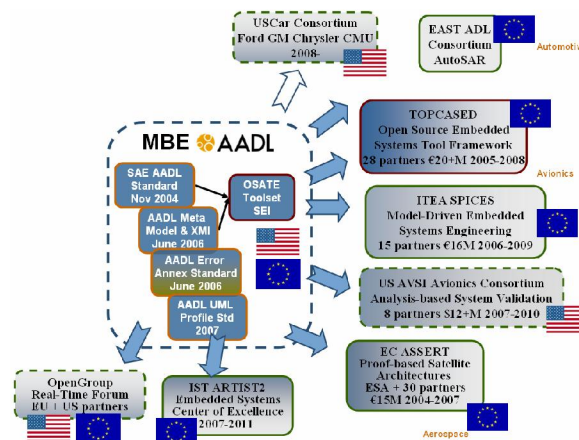 USCar Consortium
Ford GM Chrysler CMU
2008-
EAST ADL
Consortium
AutoSAR
Automotiv
MBE AADL
SAE AADL
Standard
Nov 2004
OSATE
Toolset
SEI
AADL Meta
Model & XMI
June 2006
AADL Error
Annex Standard
June 2006
AADL UML
Profile Std
2007
TOPCASED
Open Source Embedded
Systems Tool Framework
28 partners €20+M 2005-2008
Avionics
ITEA SPICES
Model-Driven Embedded
Systems Engineering
15 partners €16M 2006-2009
US AVSI Avionics Consortium
Analysis-based System Validation
8 partners $12+M 2007-2010
EC ASSERT
Proof-based Satellite
Architectures
ESA + 30 partners
€15M 2004-2007
Aerospace
OpenGroup
Real-Time Forum
EU + US partners
IST ARTIST2
Embedded Systems
Center of Excellence
2007-2011